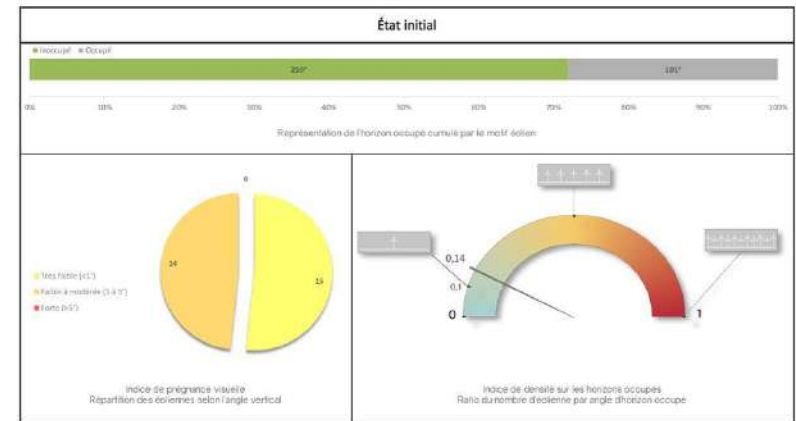 État initial
Inoccupé Occupé
259° 101°
0% 10% 20% 30% 40% 50% 60% 70% 80% 90% 100%
Représentation de l'horizon occupé cumulé par le motif éolien
0
14
15
Très faible (<1°)
Faible à modérée (1 à 5°)
Forte (>5°)
Indice de prégnance visuelle
Répartition des éoliennes selon l'angle vertical
0,14
0,1
0
1
Indice de densité sur les horizons occupés
Ratio du nombre d'éolienne par angle d'horizon occupé